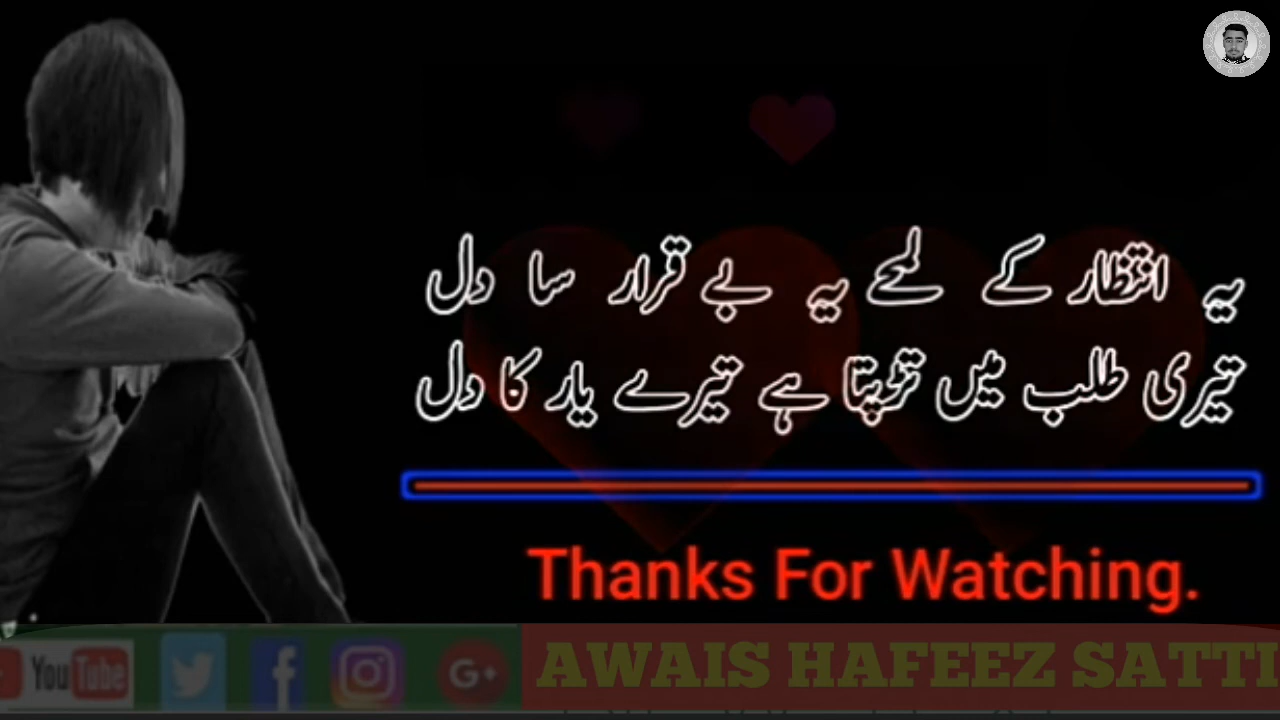 یہ انتظار کے لمحے یہ بے قرار سا دل
تیری طلب میں تڑپتا ہے تیرے یار کا دل
Thanks For Watching.
YouTube
G+
AWAIS HAFEEZ SATTI